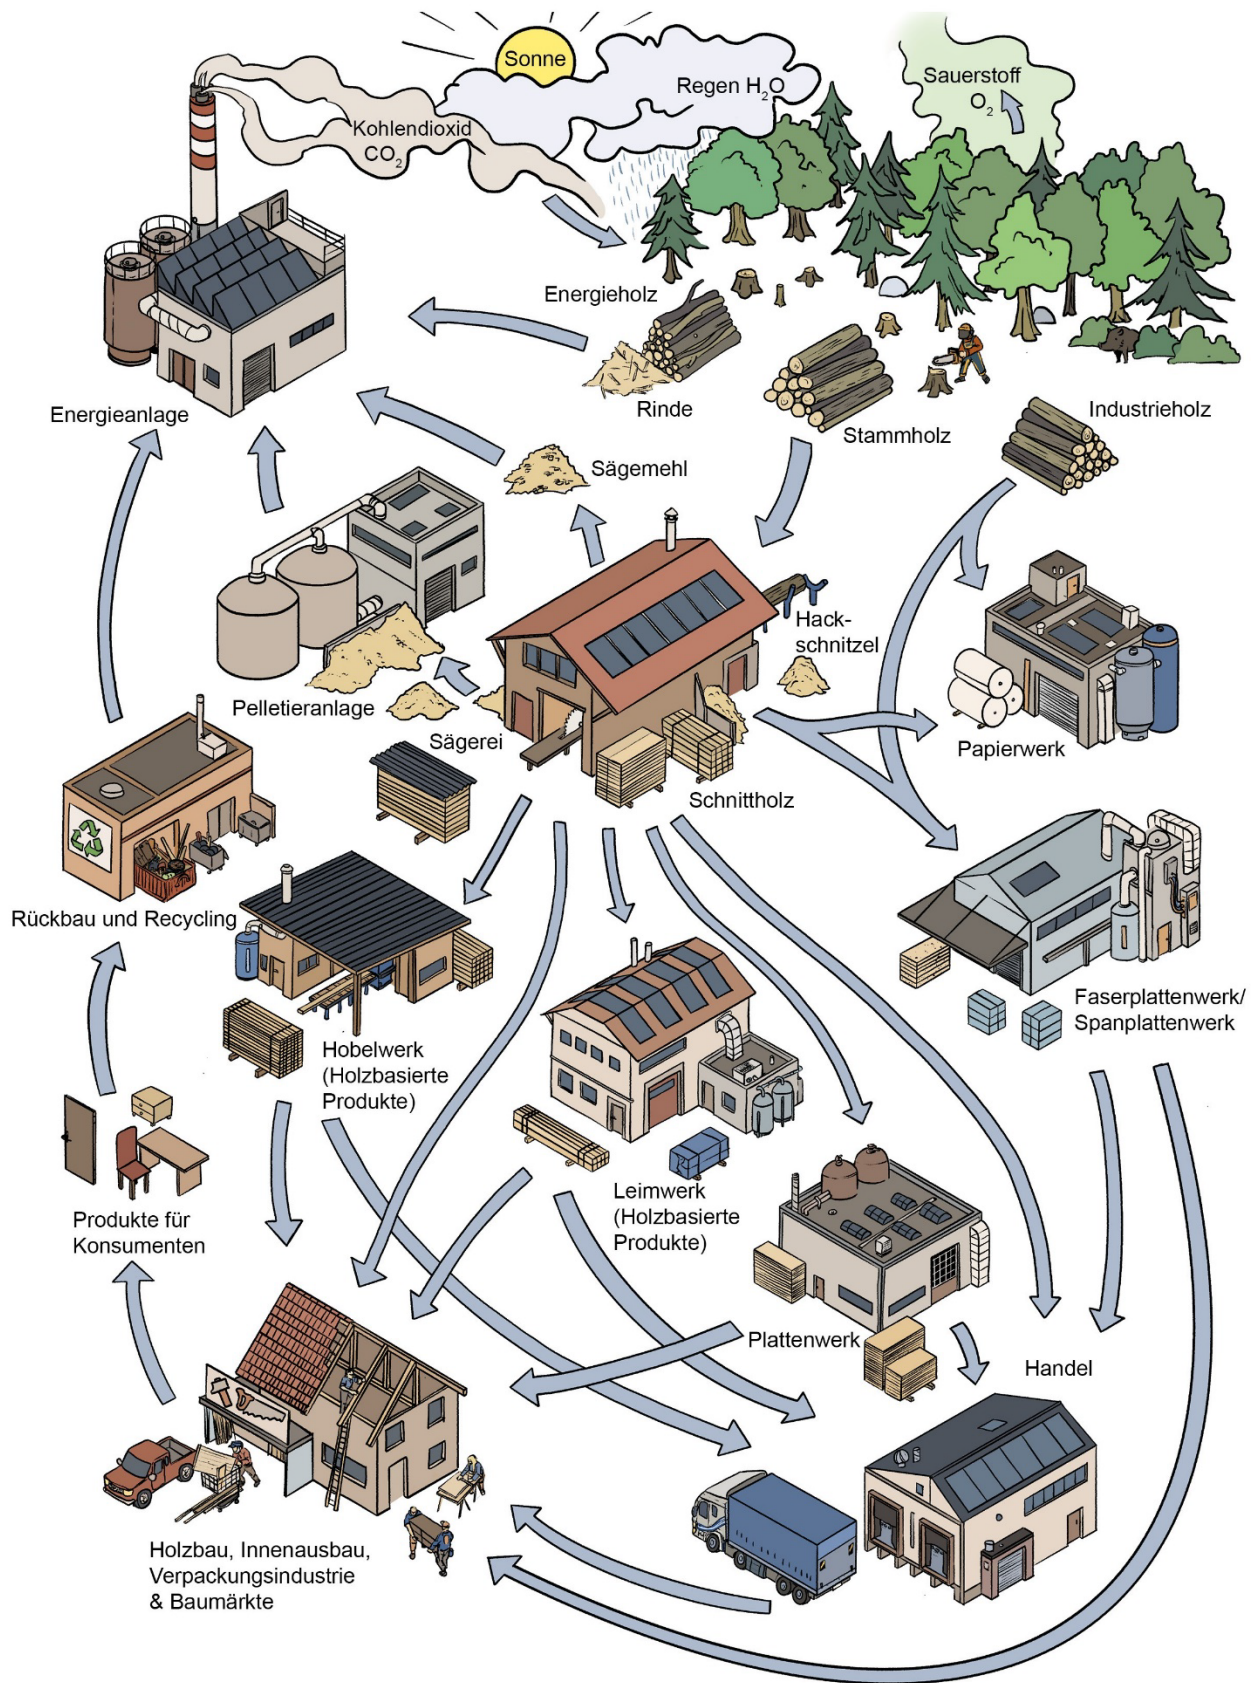 Sonne
Regen H₂O
Sauerstoff
O₂
Kohlendioxid
CO₂
Energieholz
Rinde
Stammholz
Industrieholz
Energieanlage
Sägemehl
Hack-
schnitzel
Pelletieranlage
Sägerei
Schnittholz
Papierwerk
Rückbau und Recycling
Faserplattenwerk/
Spanplattenwerk
Hobelwerk
(Holzbasierte
Produkte)
Leimwerk
(Holzbasierte
Produkte)
Produkte für
Konsumenten
Plattenwerk
Handel
Holzbau, Innenausbau,
Verpackungsindustrie
& Baumärkte